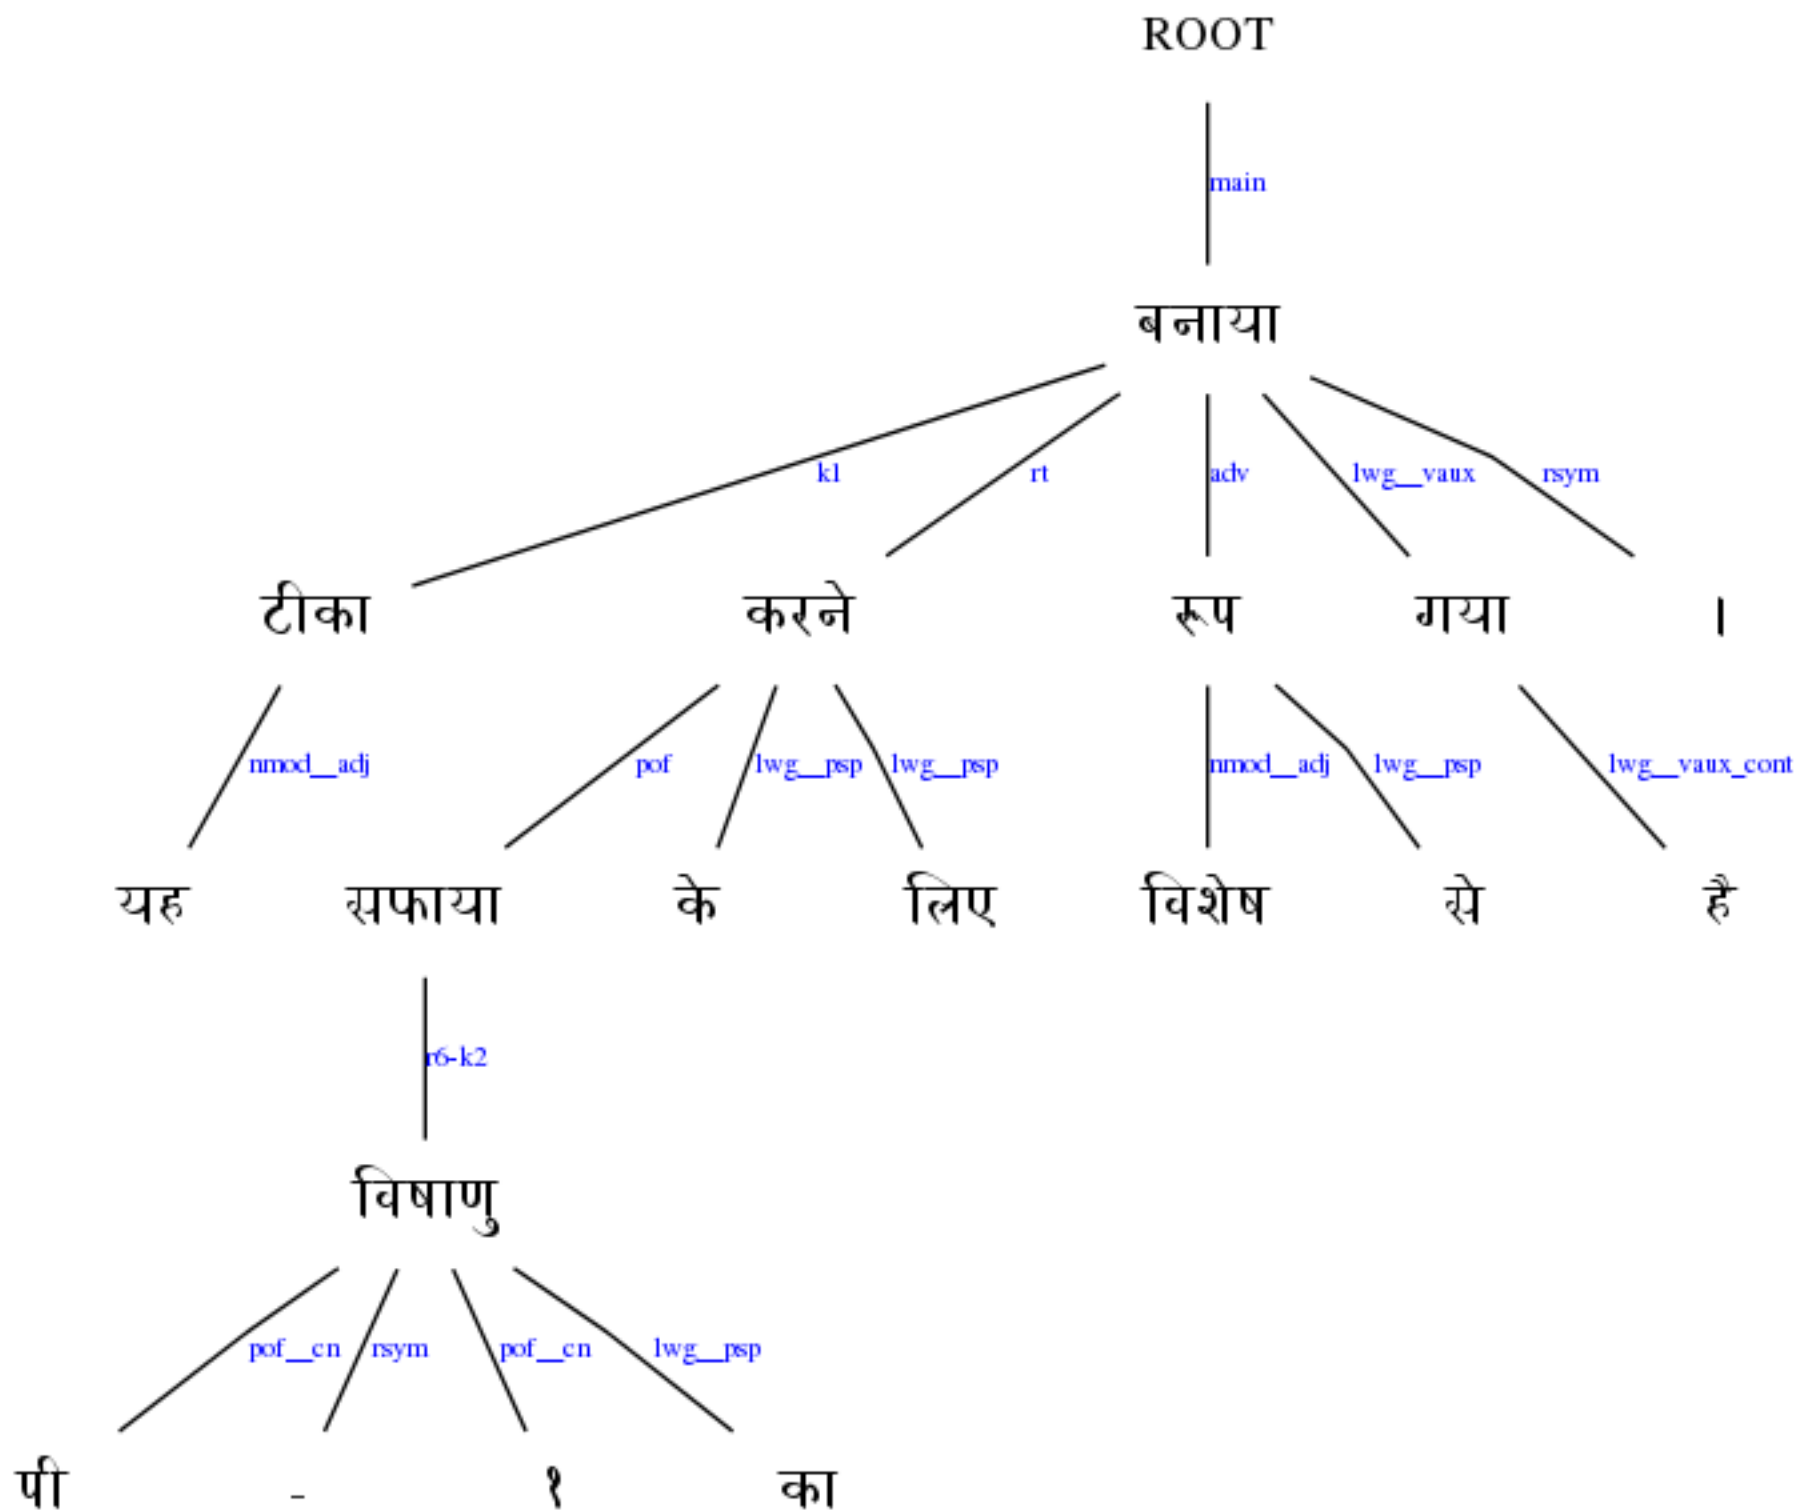 ROOT
main
बनाया
k1 rt adv lwg__vaux rsym
टीका करने रूप गया ।
nmod__adj pof lwg__psp lwg__psp nmod__adj lwg__psp lwg__vaux_cont
यह सफाया के लिए विशेष से है
r6-k2
विषाणु
pof__cn rsym pof__cn lwg__psp
पी - १ का